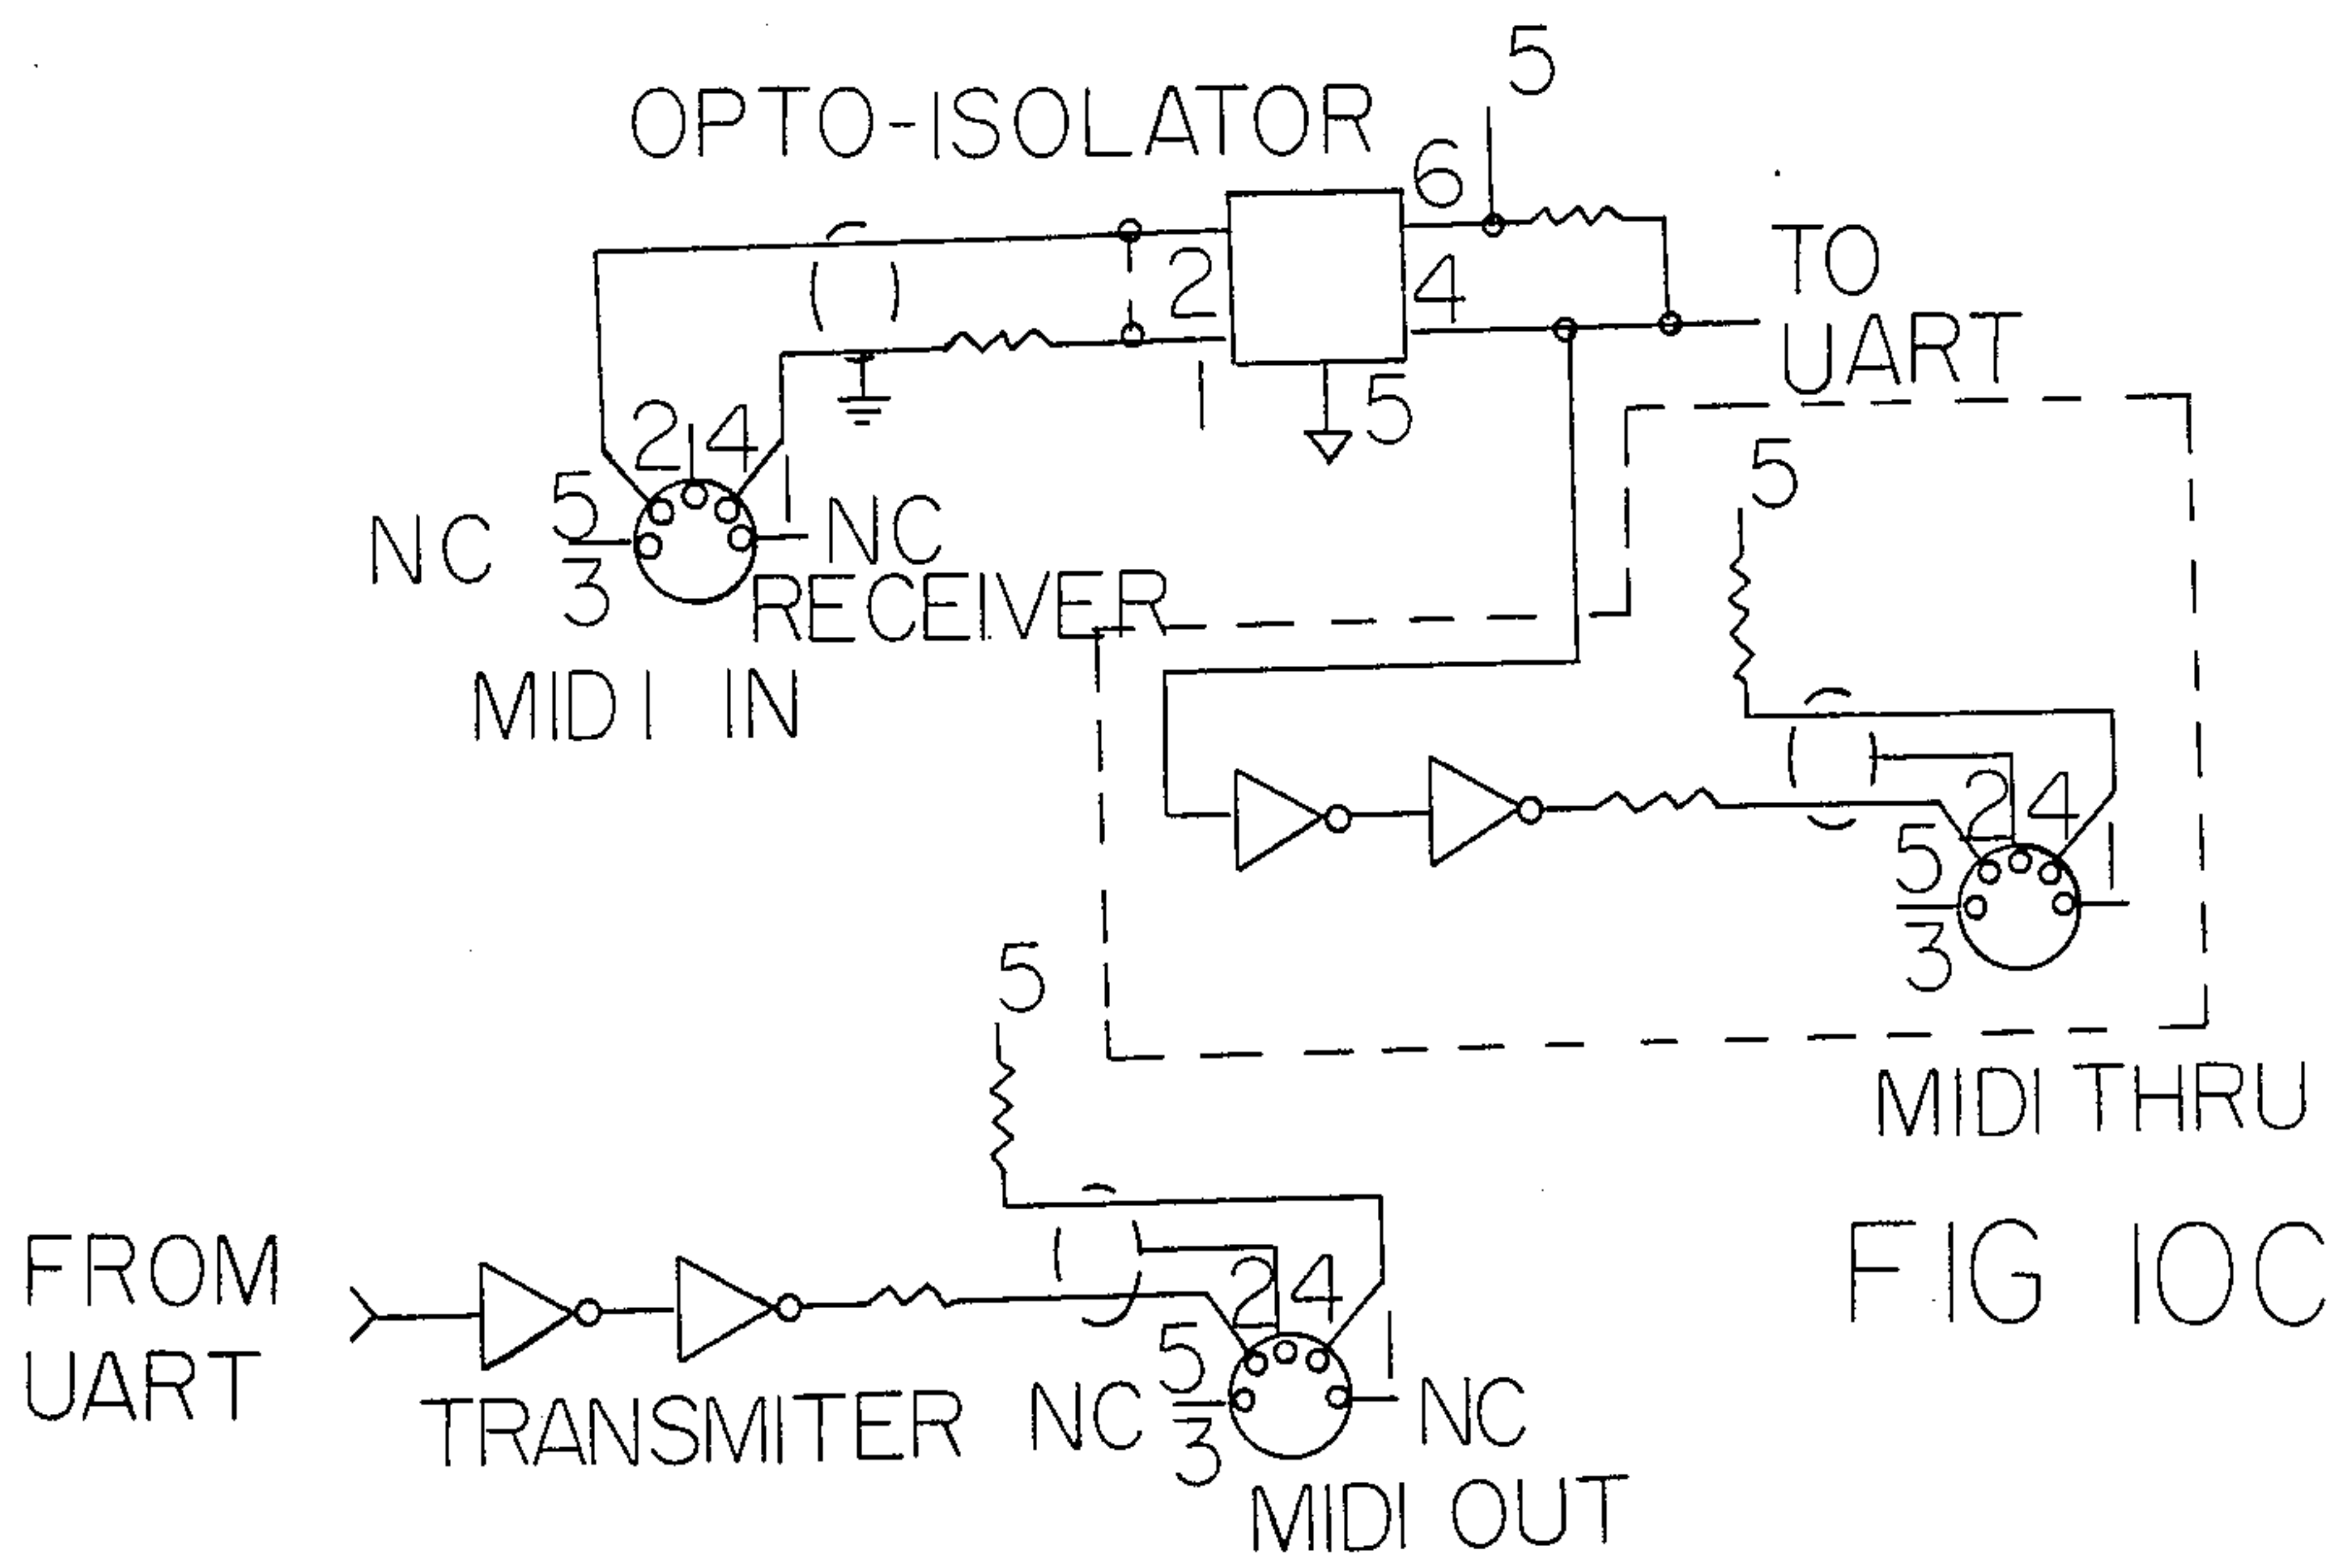 5
OPTO-ISOLATOR
6
2
4
TO
UART
1
5
2 4
5
1
NC
NC
3
RECEIVER
MIDI IN
5
2 4
5
1
3
5
MIDI THRU
FROM
UART
2 4
5
1
NC
NC
3
TRANSMITER
MIDI OUT
FIG 10C